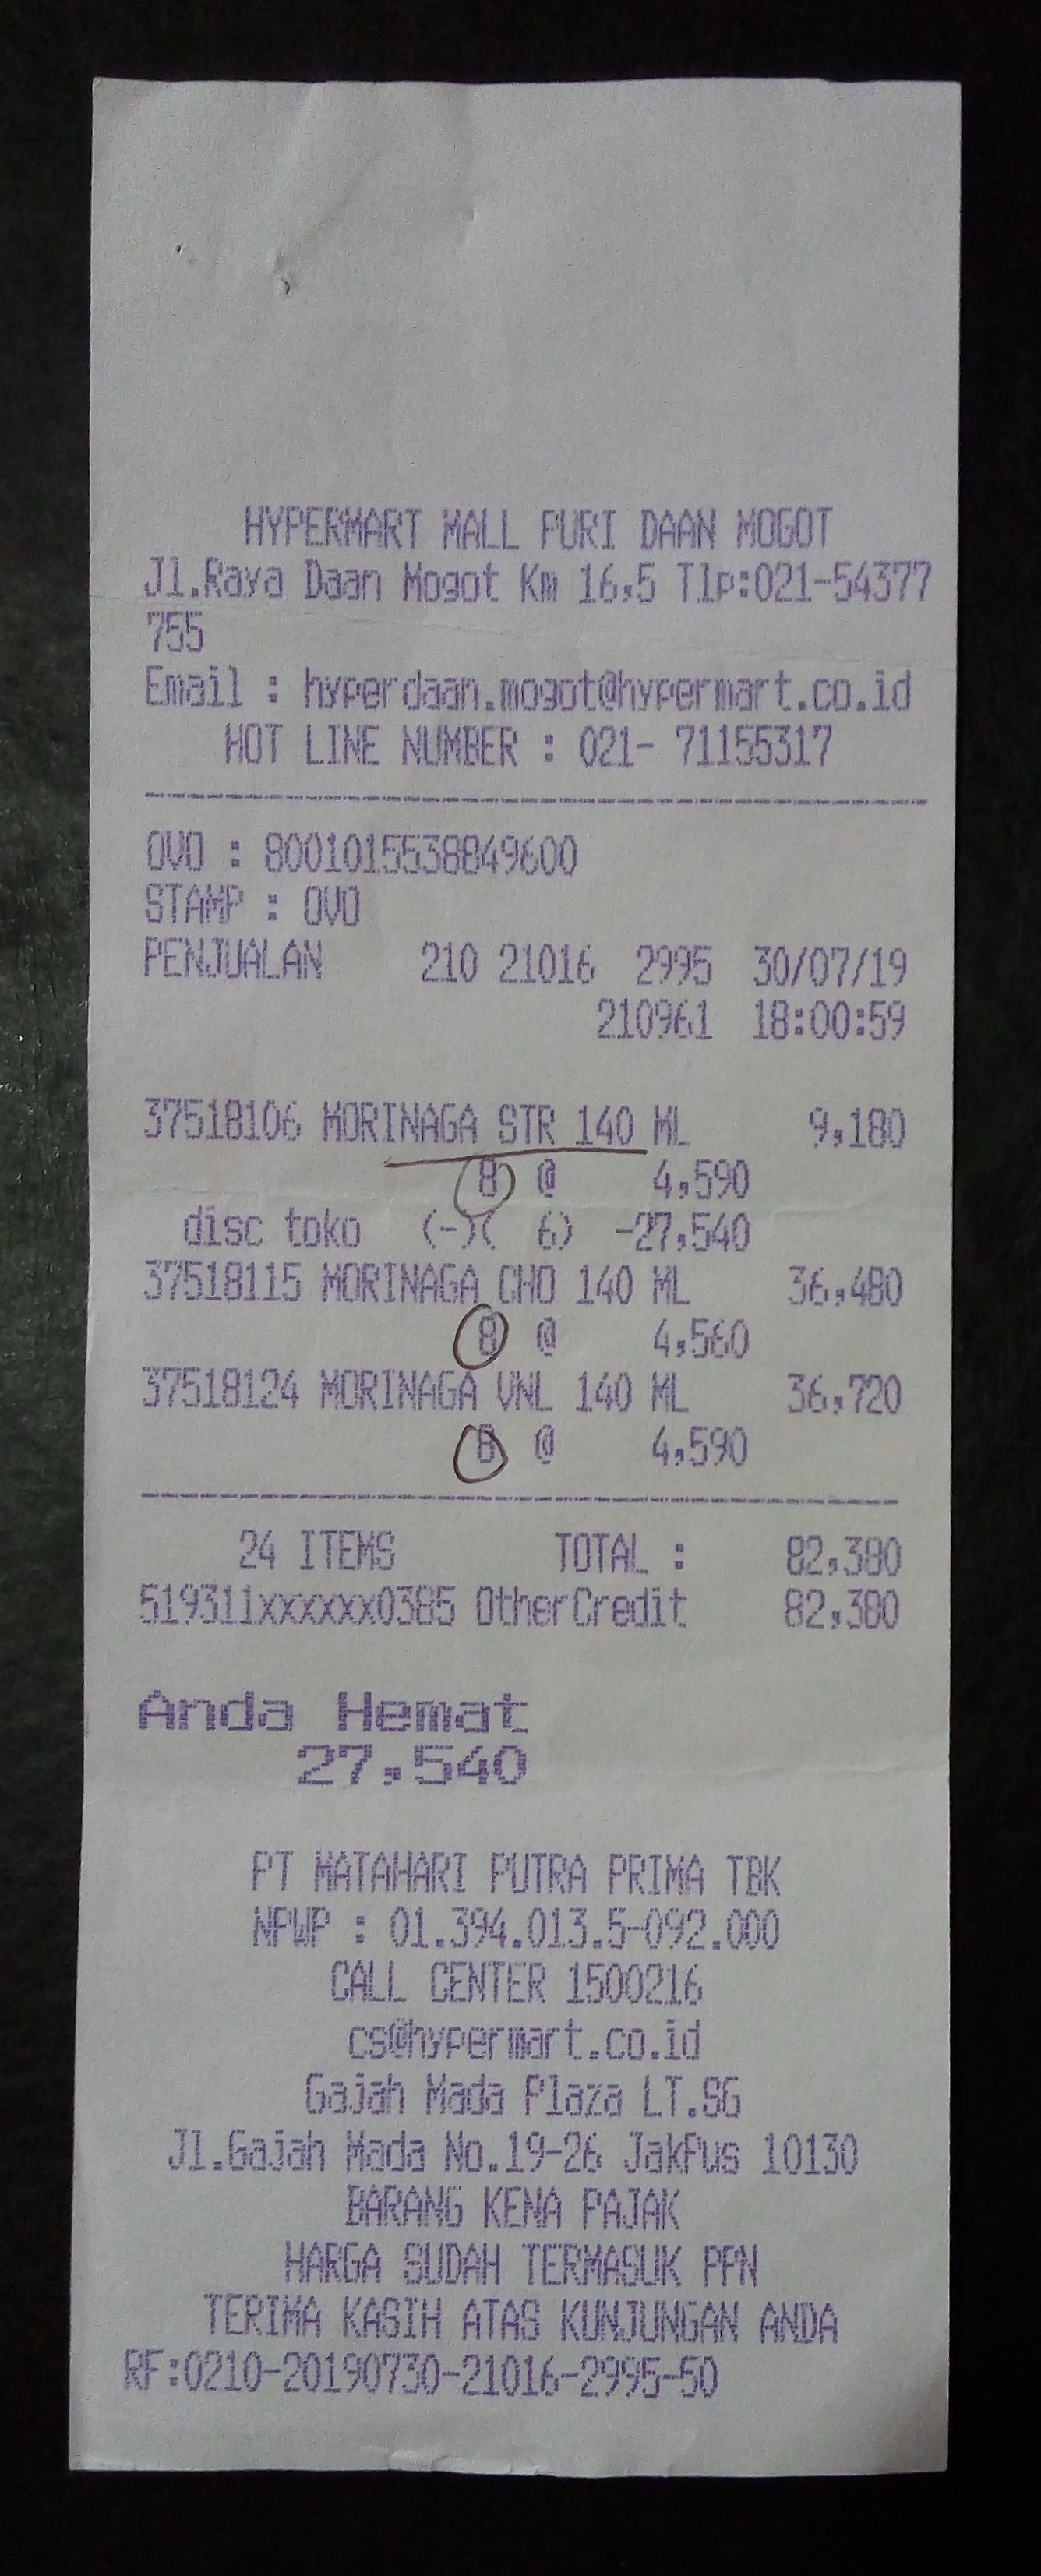 HYPERMART MALL PURI DAAN MOGOT
Jl.Raya Daan Mogot Km 16,5 Tlp:021-54377
755
Email : hyperdaan.mogot@hypermart.co.id
HOT LINE NUMBER : 021- 71155317
OVO : 8001015538849600
STAMP : OVO
PENJUALAN 210 21016 2995 30/07/19
210961 18:00:59
37518106 MORINAGA STR 140 ML 9,180
8 @ 4,590
disc toko (-)( 6) -27,540
37518115 MORINAGA CHO 140 ML 36,480
8 @ 4,560
37518124 MORINAGA VNL 140 ML 36,720
8 @ 4,590
24 ITEMS TOTAL : 82,380
519311xxxxxx0385 OtherCredit 82,380
Anda Hemat
27,540
PT MATAHARI PUTRA PRIMA TBK
NPWP : 01.394.013.5-092.000
CALL CENTER 1500216
cs@hypermart.co.id
Gajah Mada Plaza LT.SG
Jl.Gajah Mada No.19-26 JakPus 10130
BARANG KENA PAJAK
HARGA SUDAH TERMASUK PPN
TERIMA KASIH ATAS KUNJUNGAN ANDA
RF:0210-20190730-21016-2995-50